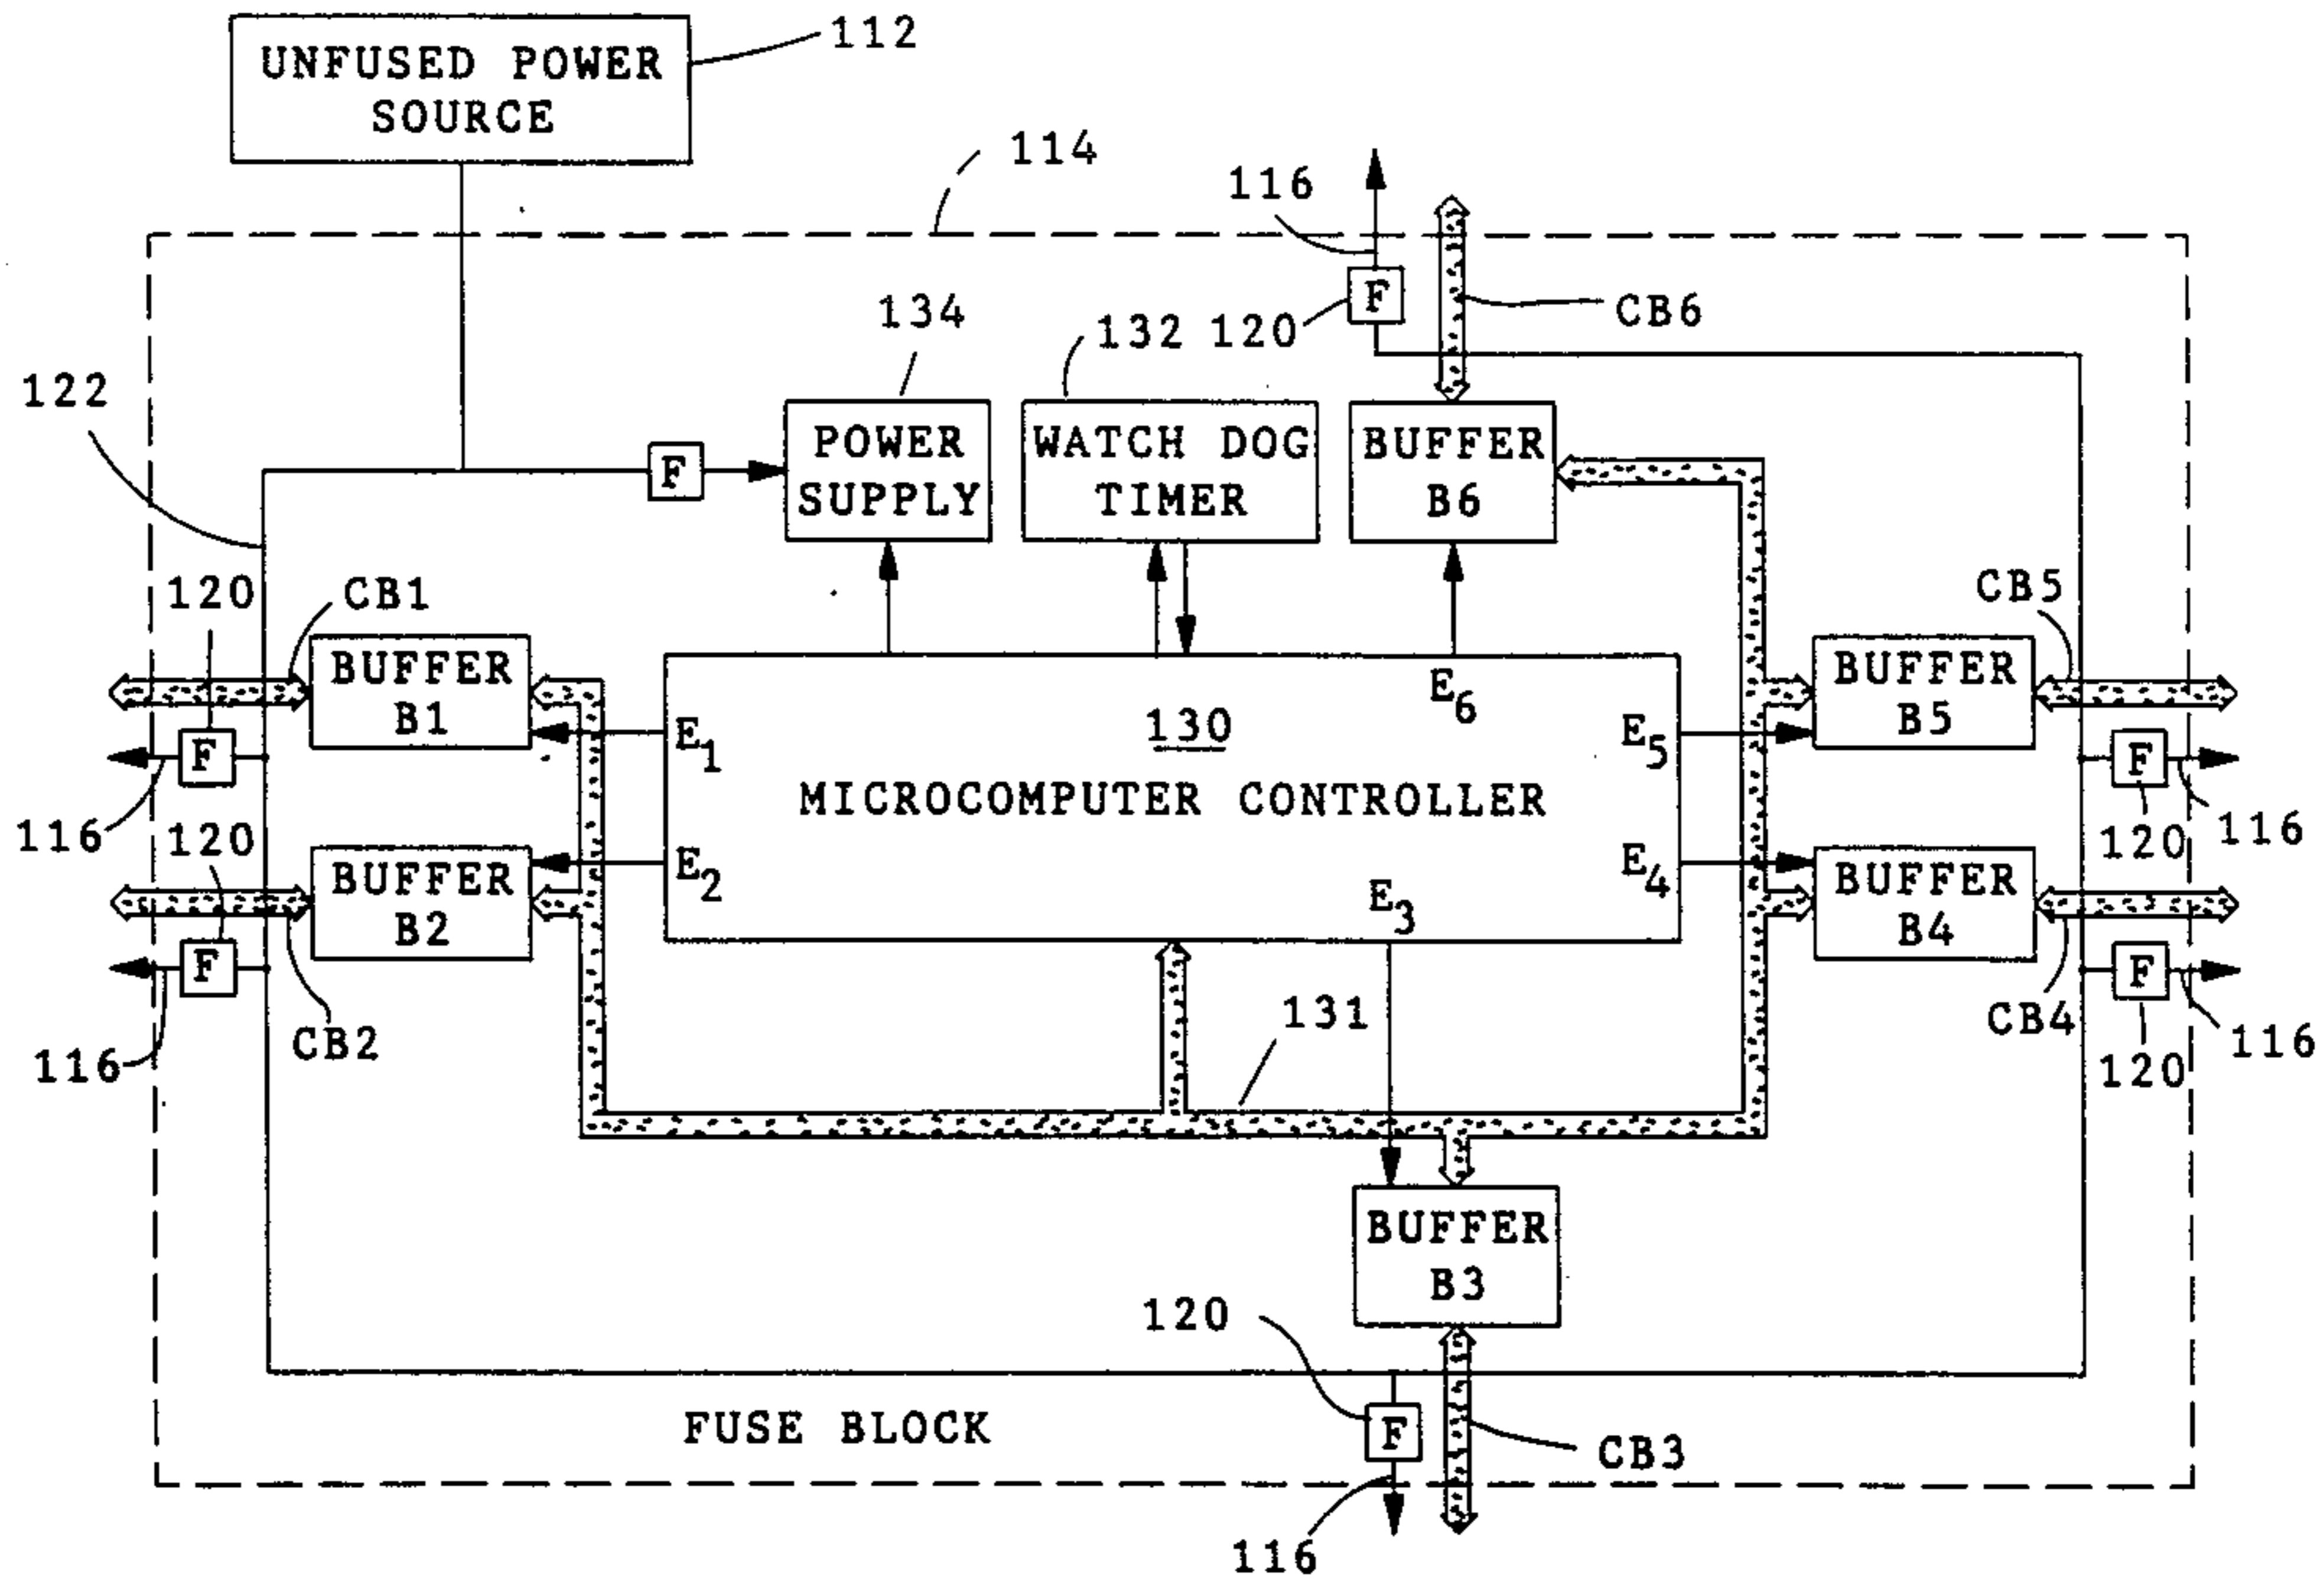 UNFUSED POWER
SOURCE
112
114
116
F
120
CB6
134
132
122
F
POWER
SUPPLY
WATCH DOG
TIMER
BUFFER
B6
120
CB1
CB5
BUFFER
B1
E6
130
E1
E5
BUFFER
B5
F
F
MICROCOMPUTER CONTROLLER
116
120
120
116
BUFFER
B2
E2
E3
E4
BUFFER
B4
F
F
116
CB2
131
CB4
120
116
BUFFER
B3
120
FUSE BLOCK
F
CB3
116